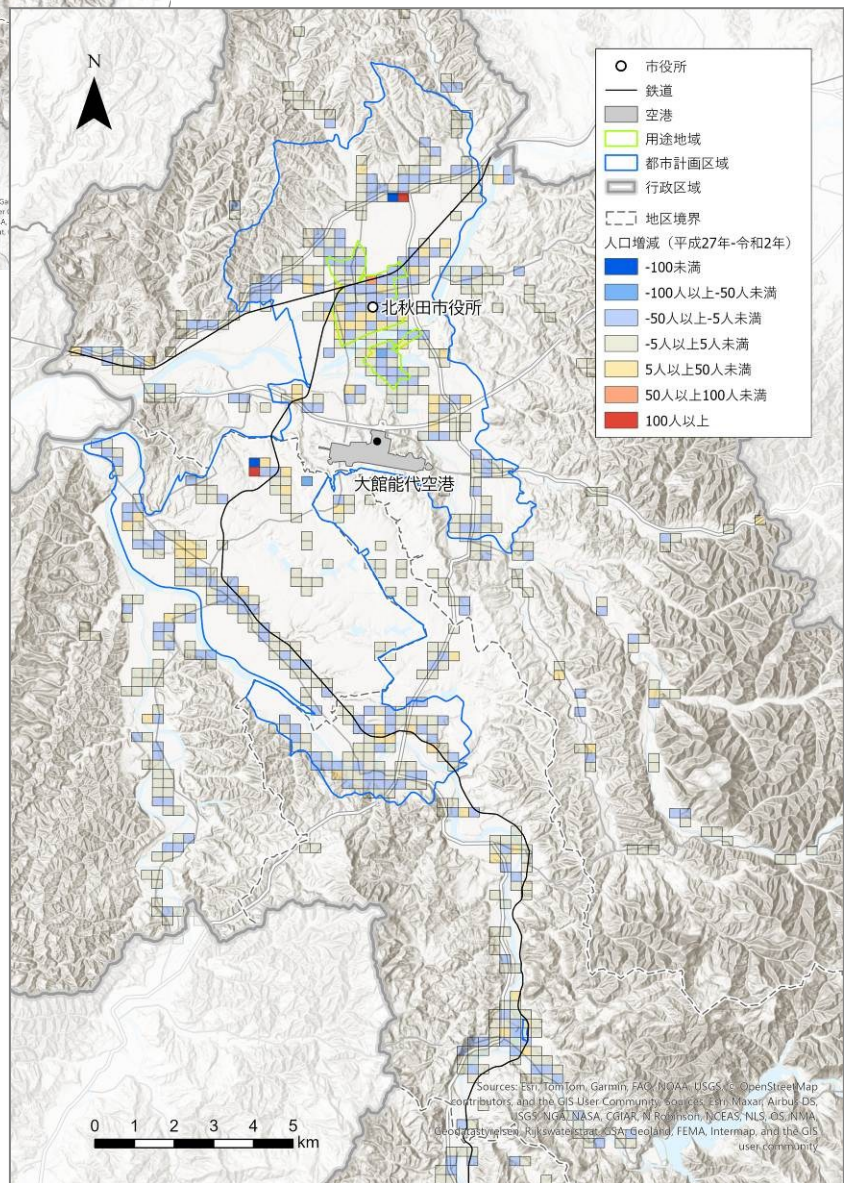 N
市役所
鉄道
空港
用途地域
都市計画区域
行政区域
地区境界
人口増減（平成27年-令和2年）
-100未満
-100人以上-50人未満
-50人以上-5人未満
-5人以上5人未満
5人以上50人未満
50人以上100人未満
100人以上
北秋田市役所
大館能代空港
0 1 2 3 4 5
km
Sources: Esri, TomTom, Garmin, FAO, NOAA, USGS, © OpenStreetMap
contributors, and the GIS User Community, Sources: Esri, Maxar, Airbus DS,
USGS, NGA, NASA, CGIAR, N Robinson, NCEAS, NLS, OS, NMA,
Geodatastyrelsen, Rijkswaterstaat, GSA, Geoland, FEMA, Intermap, and the GIS
user community